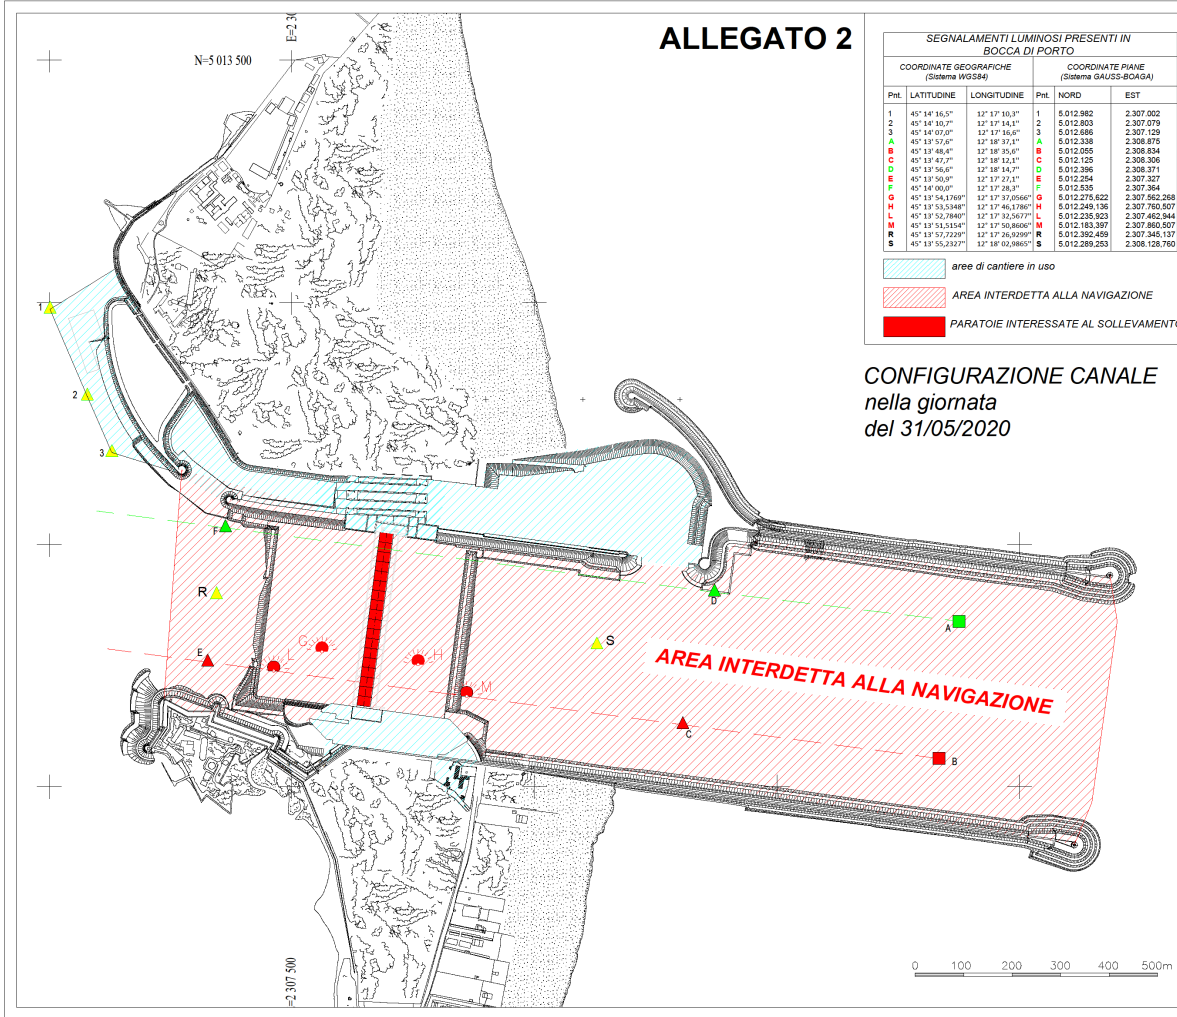 ALLEGATO 2
N=5 013 500
SEGNALAMENTI LUMINOSI PRESENTI IN
BOCCA DI PORTO
COORDINATE GEOGRAFICHE
(Sistema WGS84)
COORDINATE PIANE
(Sistema GAUSS-BOAGA)
Pnt. LATITUDINE LONGITUDINE Pnt. NORD EST
1 45° 14' 16,5" 12° 17' 10,3" 1 5.012.982 2.307.002
2 45° 14' 10,7" 12° 17' 14,1" 2 5.012.803 2.307.079
3 45° 14' 07,0" 12° 17' 16,6" 3 5.012.686 2.307.129
A 45° 13' 57,6" 12° 18' 37,1" A 5.012.338 2.308.875
B 45° 13' 48,4" 12° 18' 35,6" B 5.012.055 2.308.834
C 45° 13' 47,7" 12° 18' 12,1" C 5.012.125 2.308.306
D 45° 13' 56,6" 12° 18' 14,7" D 5.012.396 2.308.371
E 45° 13' 50,9" 12° 17' 27,1" E 5.012.254 2.307.327
F 45° 14' 00,0" 12° 17' 28,3" F 5.012.535 2.307.364
G 45° 13' 54,1769" 12° 17' 37,0566" G 5.012.275,622 2.307.562,268
H 45° 13' 53,5348" 12° 17' 46,1786" H 5.012.249,136 2.307.760,507
L 45° 13' 52,7840" 12° 17' 32,5677" L 5.012.235,923 2.307.462,944
M 45° 13' 51,5154" 12° 17' 50,8606" M 5.012.183,397 2.307.860,507
R 45° 13' 57,7229" 12° 17' 26,9299" R 5.012.392,459 2.307.345,137
S 45° 13' 55,2327" 12° 18' 02,9865" S 5.012.289,253 2.308.128,760
aree di cantiere in uso
AREA INTERDETTA ALLA NAVIGAZIONE
PARATOIE INTERESSATE AL SOLLEVAMENTO
CONFIGURAZIONE CANALE
nella giornata
del 31/05/2020
1
2
3
F
R
D
A
G
S
E
L
H
M
C
B
AREA INTERDETTA ALLA NAVIGAZIONE
=2 307 500
0 100 200 300 400 500m